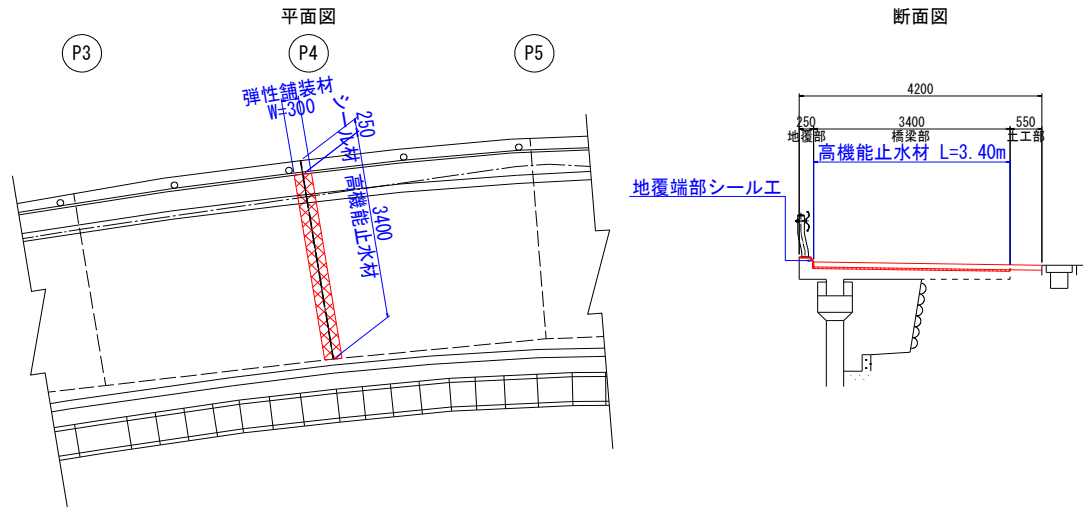 平面図
断面図
P3
P4
P5
弾性舗装材
W=300
シール材
250
3400
高機能止水材
4200
250
3400
550
地覆部
橋梁部
土工部
高機能止水材 L=3.40m
地覆端部シール工